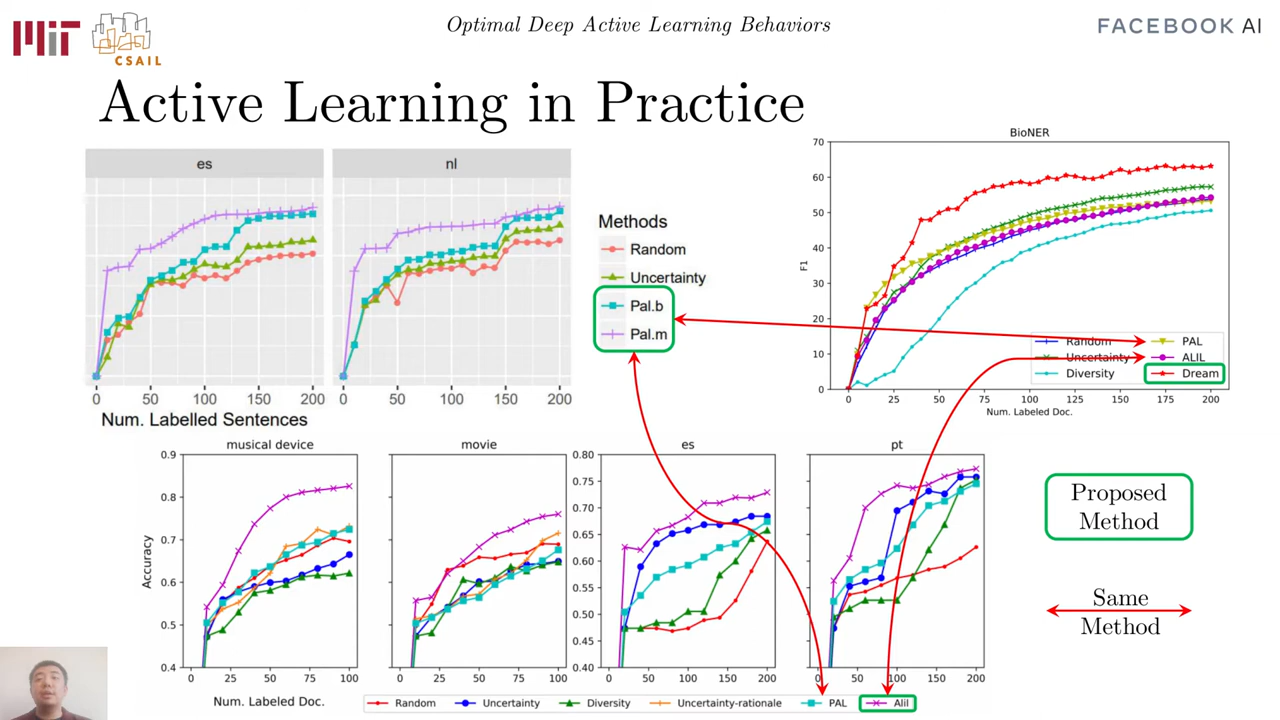 MIT
CSAIL
Optimal Deep Active Learning Behaviors
FACEBOOK AI
Active Learning in Practice
es
nl
0 50 100 150 200
0 50 100 150 200
Num. Labelled Sentences
Methods
Random
Uncertainty
Pal.b
Pal.m
BioNER
70
60
50
40
30
20
10
0
F1
Random
Uncertainty
Diversity
PAL
ALIL
Dream
0 25 50 75 100 125 150 175 200
Num. Labeled Doc.
musical device
movie
es
pt
0.9
0.8
0.7
0.6
0.5
0.4
Accuracy
0 25 50 75 100
0 25 50 75 100
0.80
0.75
0.70
0.65
0.60
0.55
0.50
0.45
0.40
0 50 100 150 200
0 50 100 150 200
Num. Labeled Doc.
Random Uncertainty Diversity Uncertainty-rationale PAL Alil
Proposed
Method
Same
Method